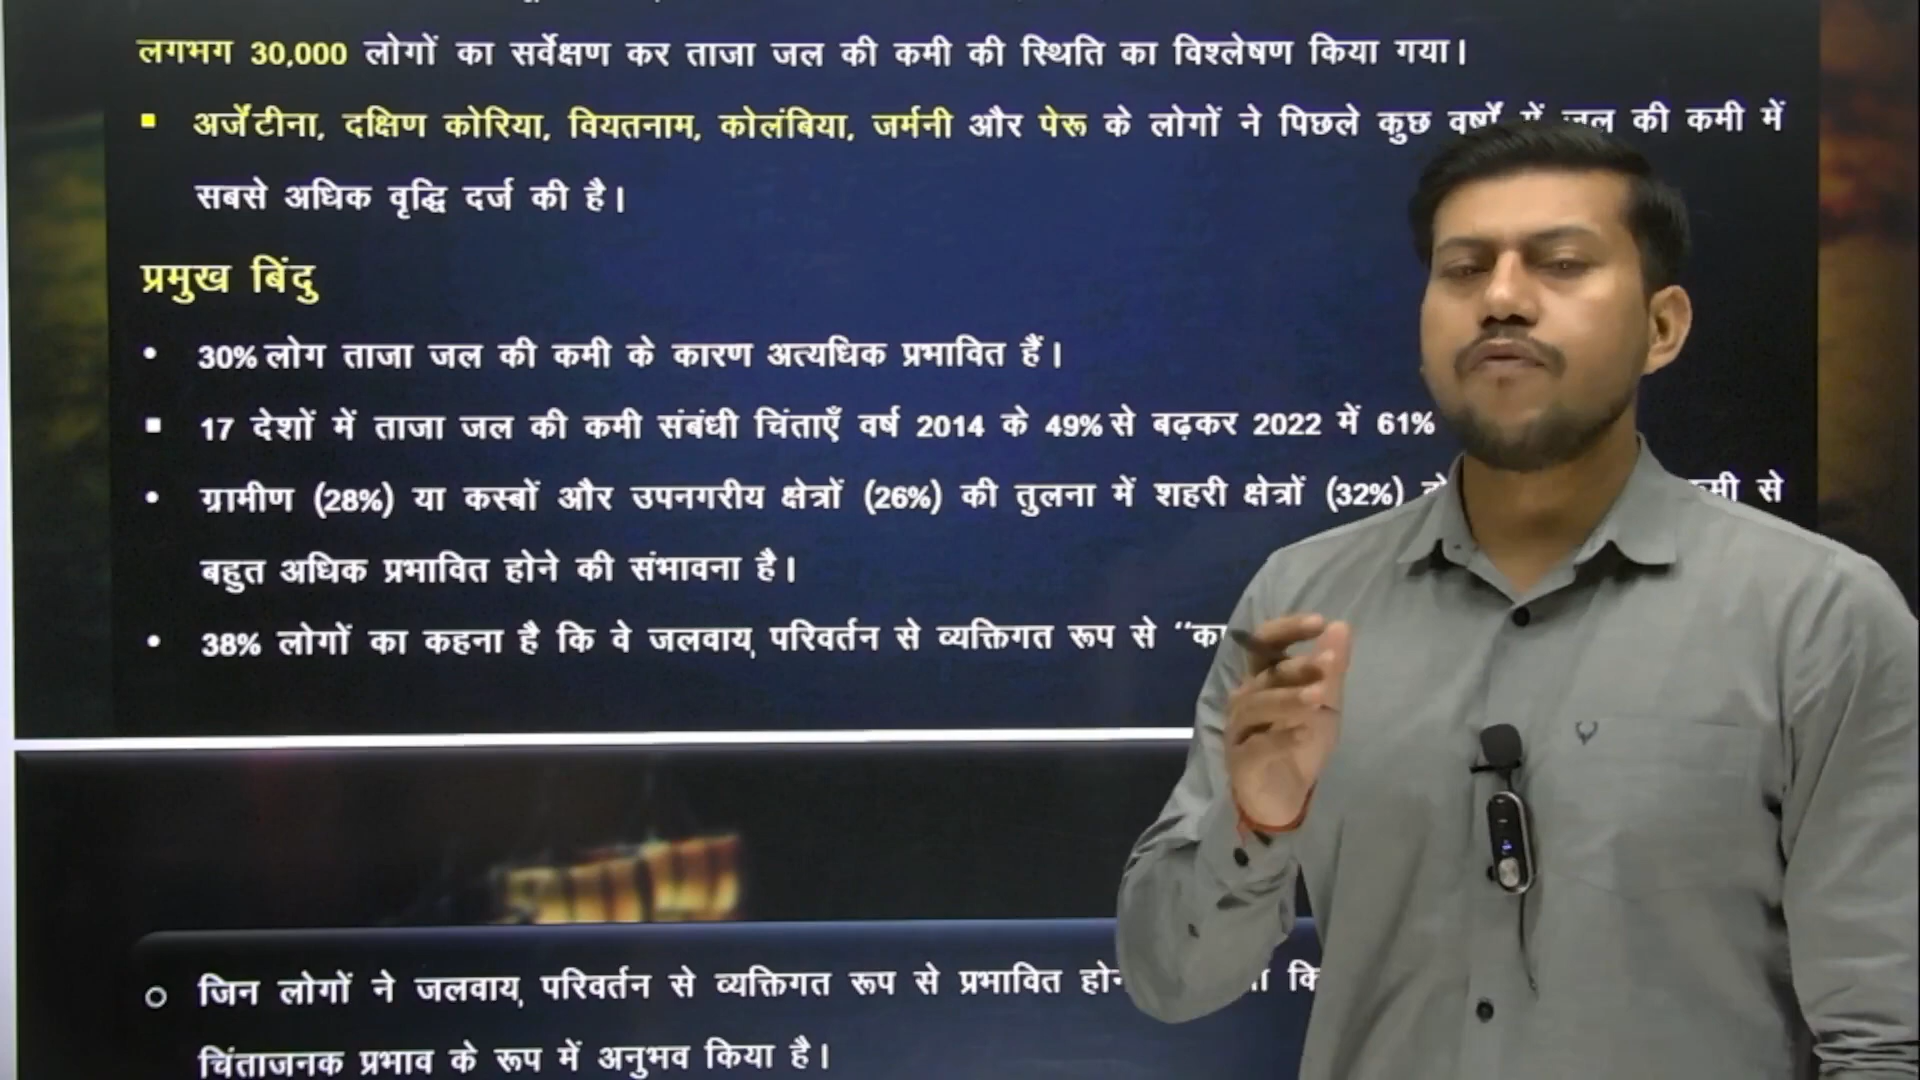 लगभग 30,000 लोगों का सर्वेक्षण कर ताजा जल की कमी की स्थिति का विश्लेषण किया गया।
▪ अर्जेंटीना, दक्षिण कोरिया, वियतनाम, कोलंबिया, जर्मनी और पेरू के लोगों ने पिछले कुछ वर्षों में जल की कमी में
सबसे अधिक वृद्धि दर्ज की है।
प्रमुख बिंदु
• 30% लोग ताजा जल की कमी के कारण अत्यधिक प्रभावित हैं।
▪ 17 देशों में ताजा जल की कमी संबंधी चिंताएँ वर्ष 2014 के 49% से बढ़कर 2022 में 61%
• ग्रामीण (28%) या कस्बों और उपनगरीय क्षेत्रों (26%) की तुलना में शहरी क्षेत्रों (32%) से
बहुत अधिक प्रभावित होने की संभावना है।
• 38% लोगों का कहना है कि वे जलवायु परिवर्तन से व्यक्तिगत रूप से
○ जिन लोगों ने जलवायु परिवर्तन से व्यक्तिगत रूप से प्रभावित
चिंताजनक प्रभाव के रूप में अनुभव किया है।